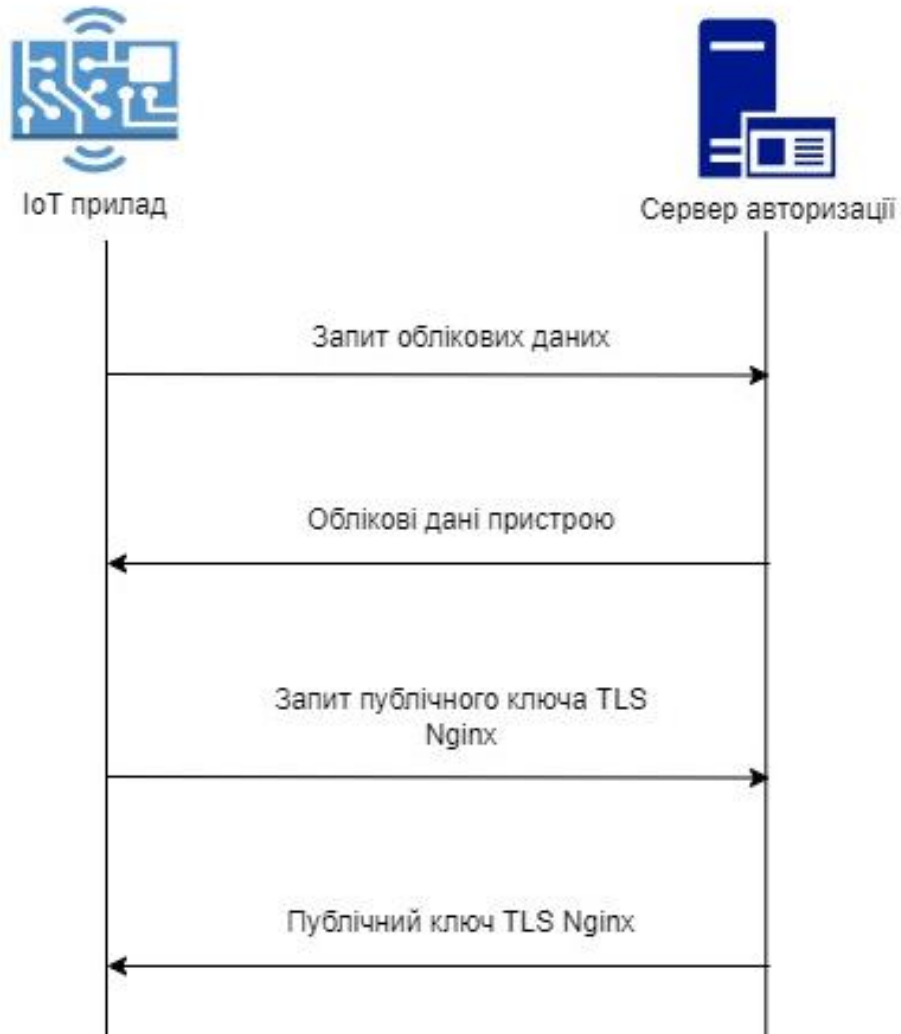 IoT прилад
Сервер авторизації
Запит облікових даних
Облікові дані пристрою
Запит публічного ключа TLS
Nginx
Публічний ключ TLS Nginx